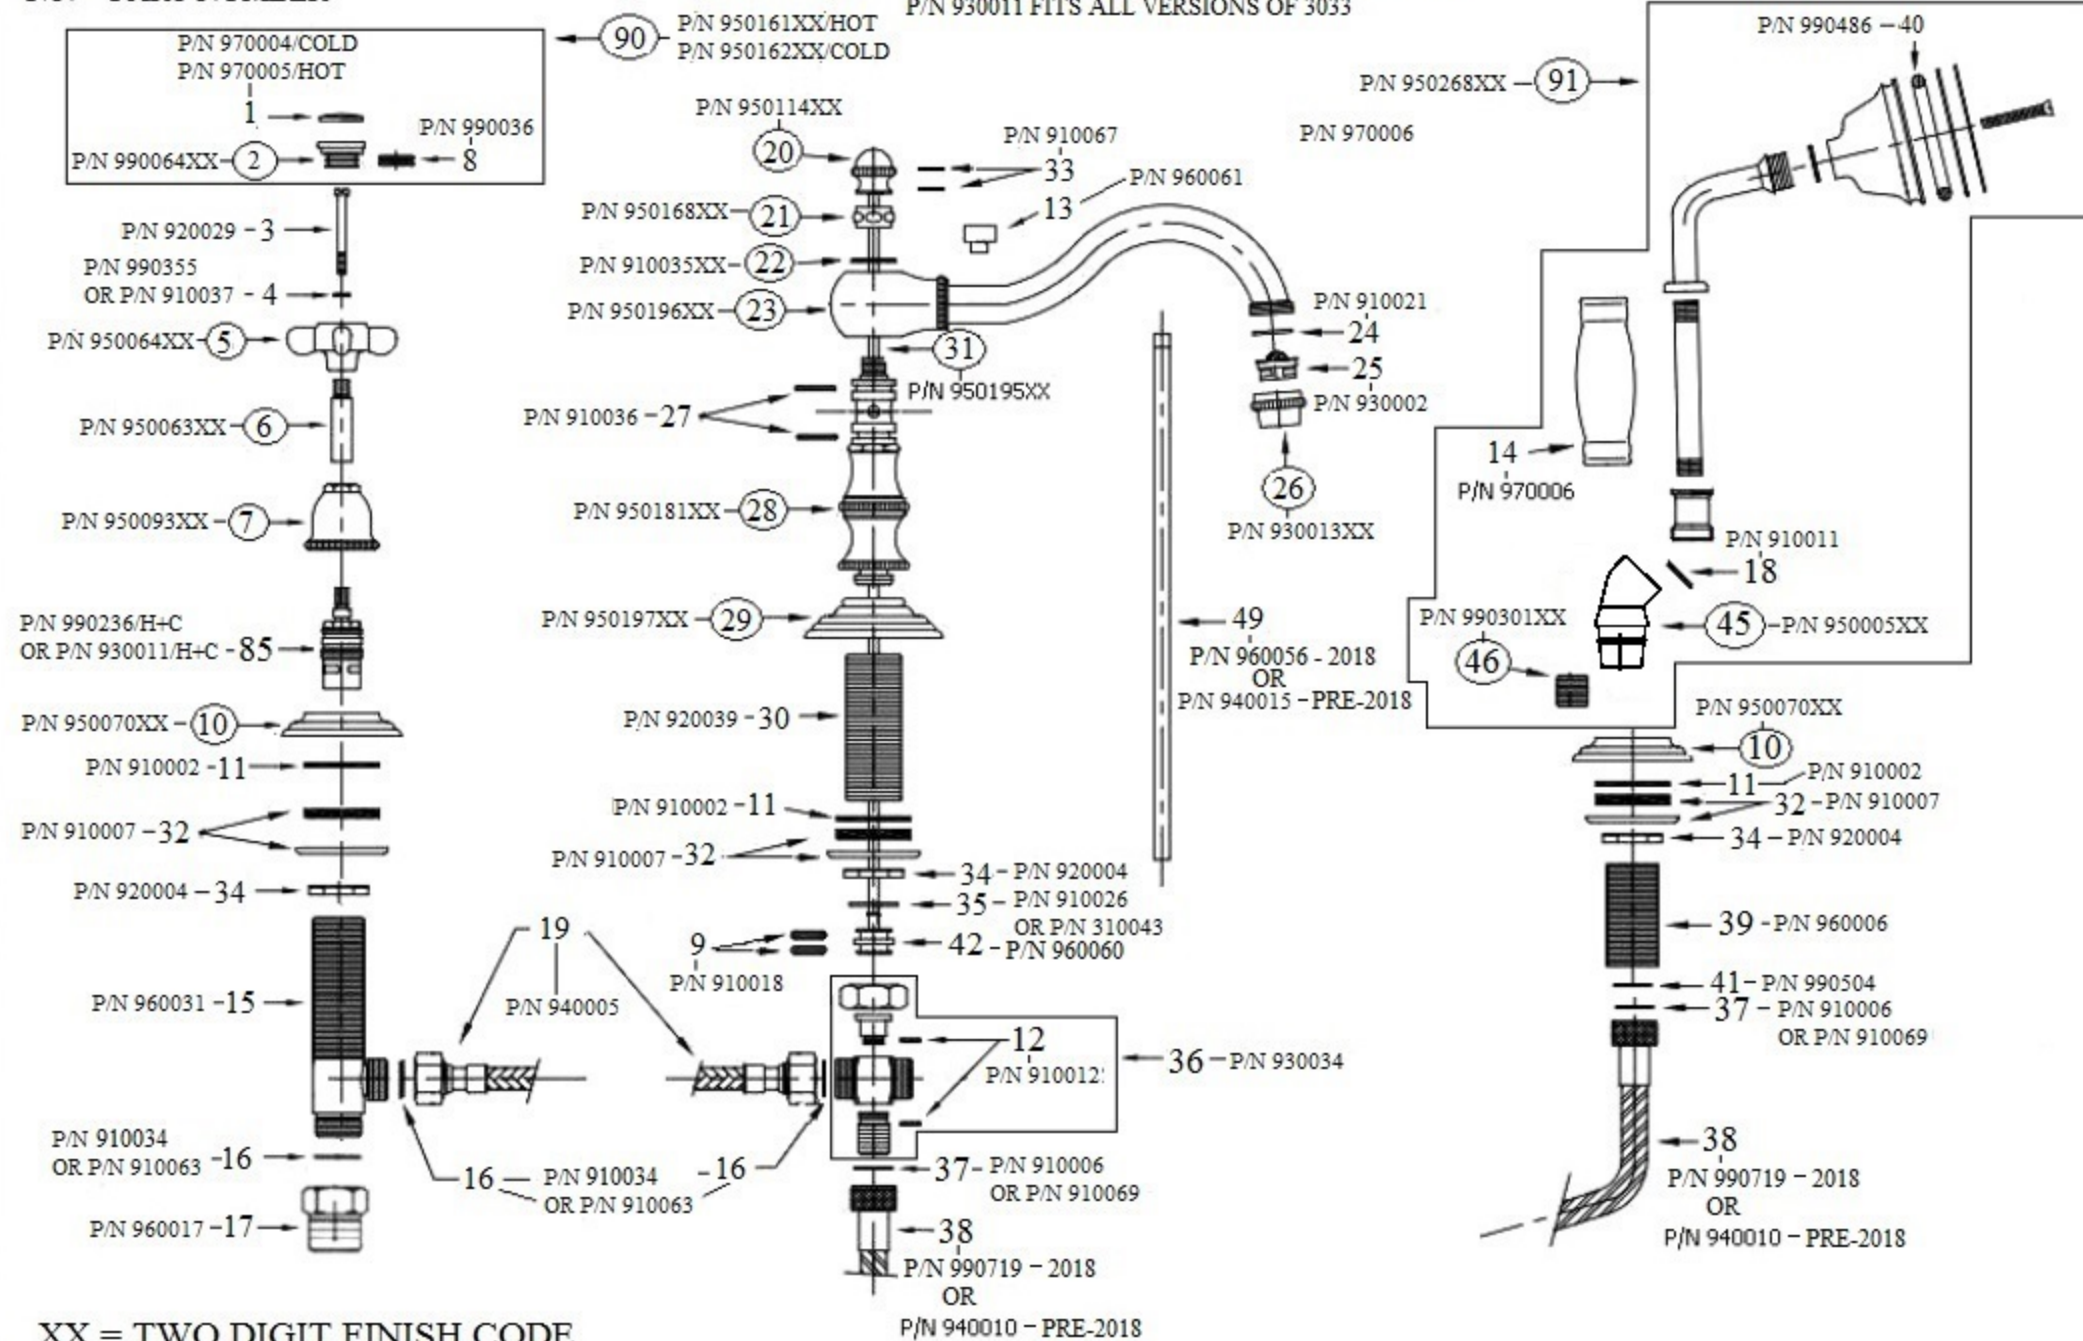 P/N 930011 FITS ALL VERSIONS OF 3033
P/N 970004/COLD
P/N 970005/HOT
1
P/N 990036
8
P/N 990064XX
2
90
P/N 950161XX/HOT
P/N 950162XX/COLD
P/N 920029 - 3
P/N 990355
OR P/N 910037 - 4
P/N 950064XX
5
P/N 950063XX
6
P/N 950093XX
7
P/N 990236/H+C
OR P/N 930011/H+C - 85
P/N 950070XX
10
P/N 910002 - 11
P/N 910007 - 32
P/N 920004 - 34
P/N 960031 - 15
P/N 910034
OR P/N 910063 - 16
P/N 960017 - 17
19
P/N 940005
16 - P/N 910034
OR P/N 910063
- 16
P/N 950114XX
20
P/N 910067
33
P/N 970006
P/N 960061
13
P/N 950168XX
21
P/N 910035XX
22
P/N 950196XX
23
31
P/N 950195XX
P/N 910021
24
25
P/N 930002
26
P/N 930013XX
P/N 910036 - 27
P/N 950181XX
28
P/N 950197XX
29
P/N 920039 - 30
P/N 910002 - 11
P/N 910007 - 32
34 - P/N 920004
35 - P/N 910026
OR P/N 310043
9
P/N 910018
42 - P/N 960060
12
P/N 910012
36 - P/N 930034
37 - P/N 910006
OR P/N 910069
38
P/N 990719 - 2018
OR
P/N 940010 - PRE-2018
49
P/N 960056 - 2018
OR
P/N 940015 - PRE-2018
P/N 990486 - 40
P/N 950268XX
91
14
P/N 970006
P/N 910011
18
P/N 990301XX
46
45
P/N 950005XX
P/N 950070XX
10
11
P/N 910002
32 - P/N 910007
34 - P/N 920004
39 - P/N 960006
41 - P/N 990504
37 - P/N 910006
OR P/N 910069
38
P/N 990719 - 2018
OR
P/N 940010 - PRE-2018
XX = TWO DIGIT FINISH CODE